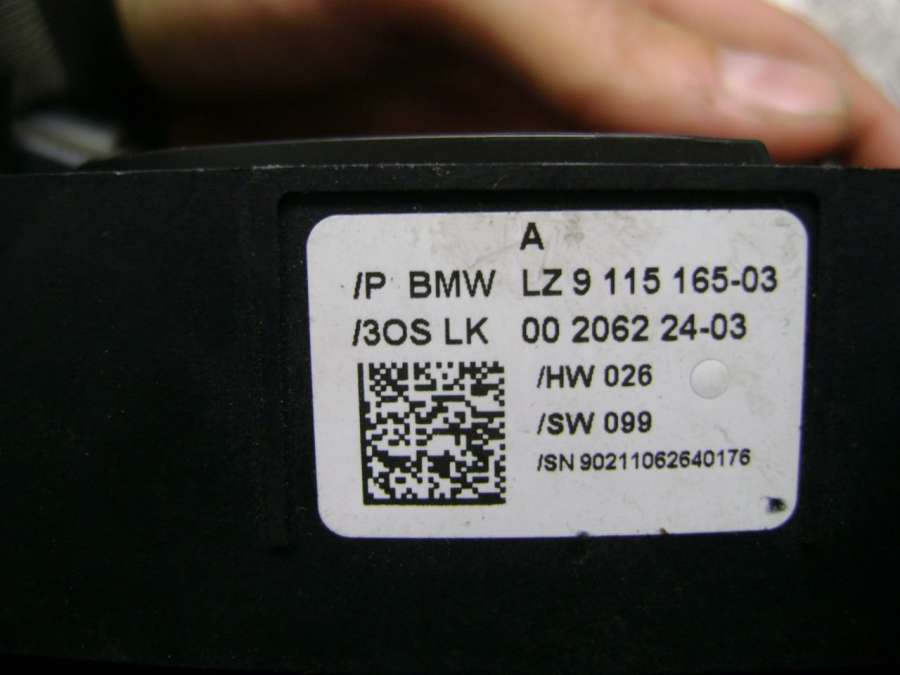 A
/P BMW LZ 9 115 165-03
/3OS LK 00 2062 24-03
/HW 026
/SW 099
/SN 90211062640176